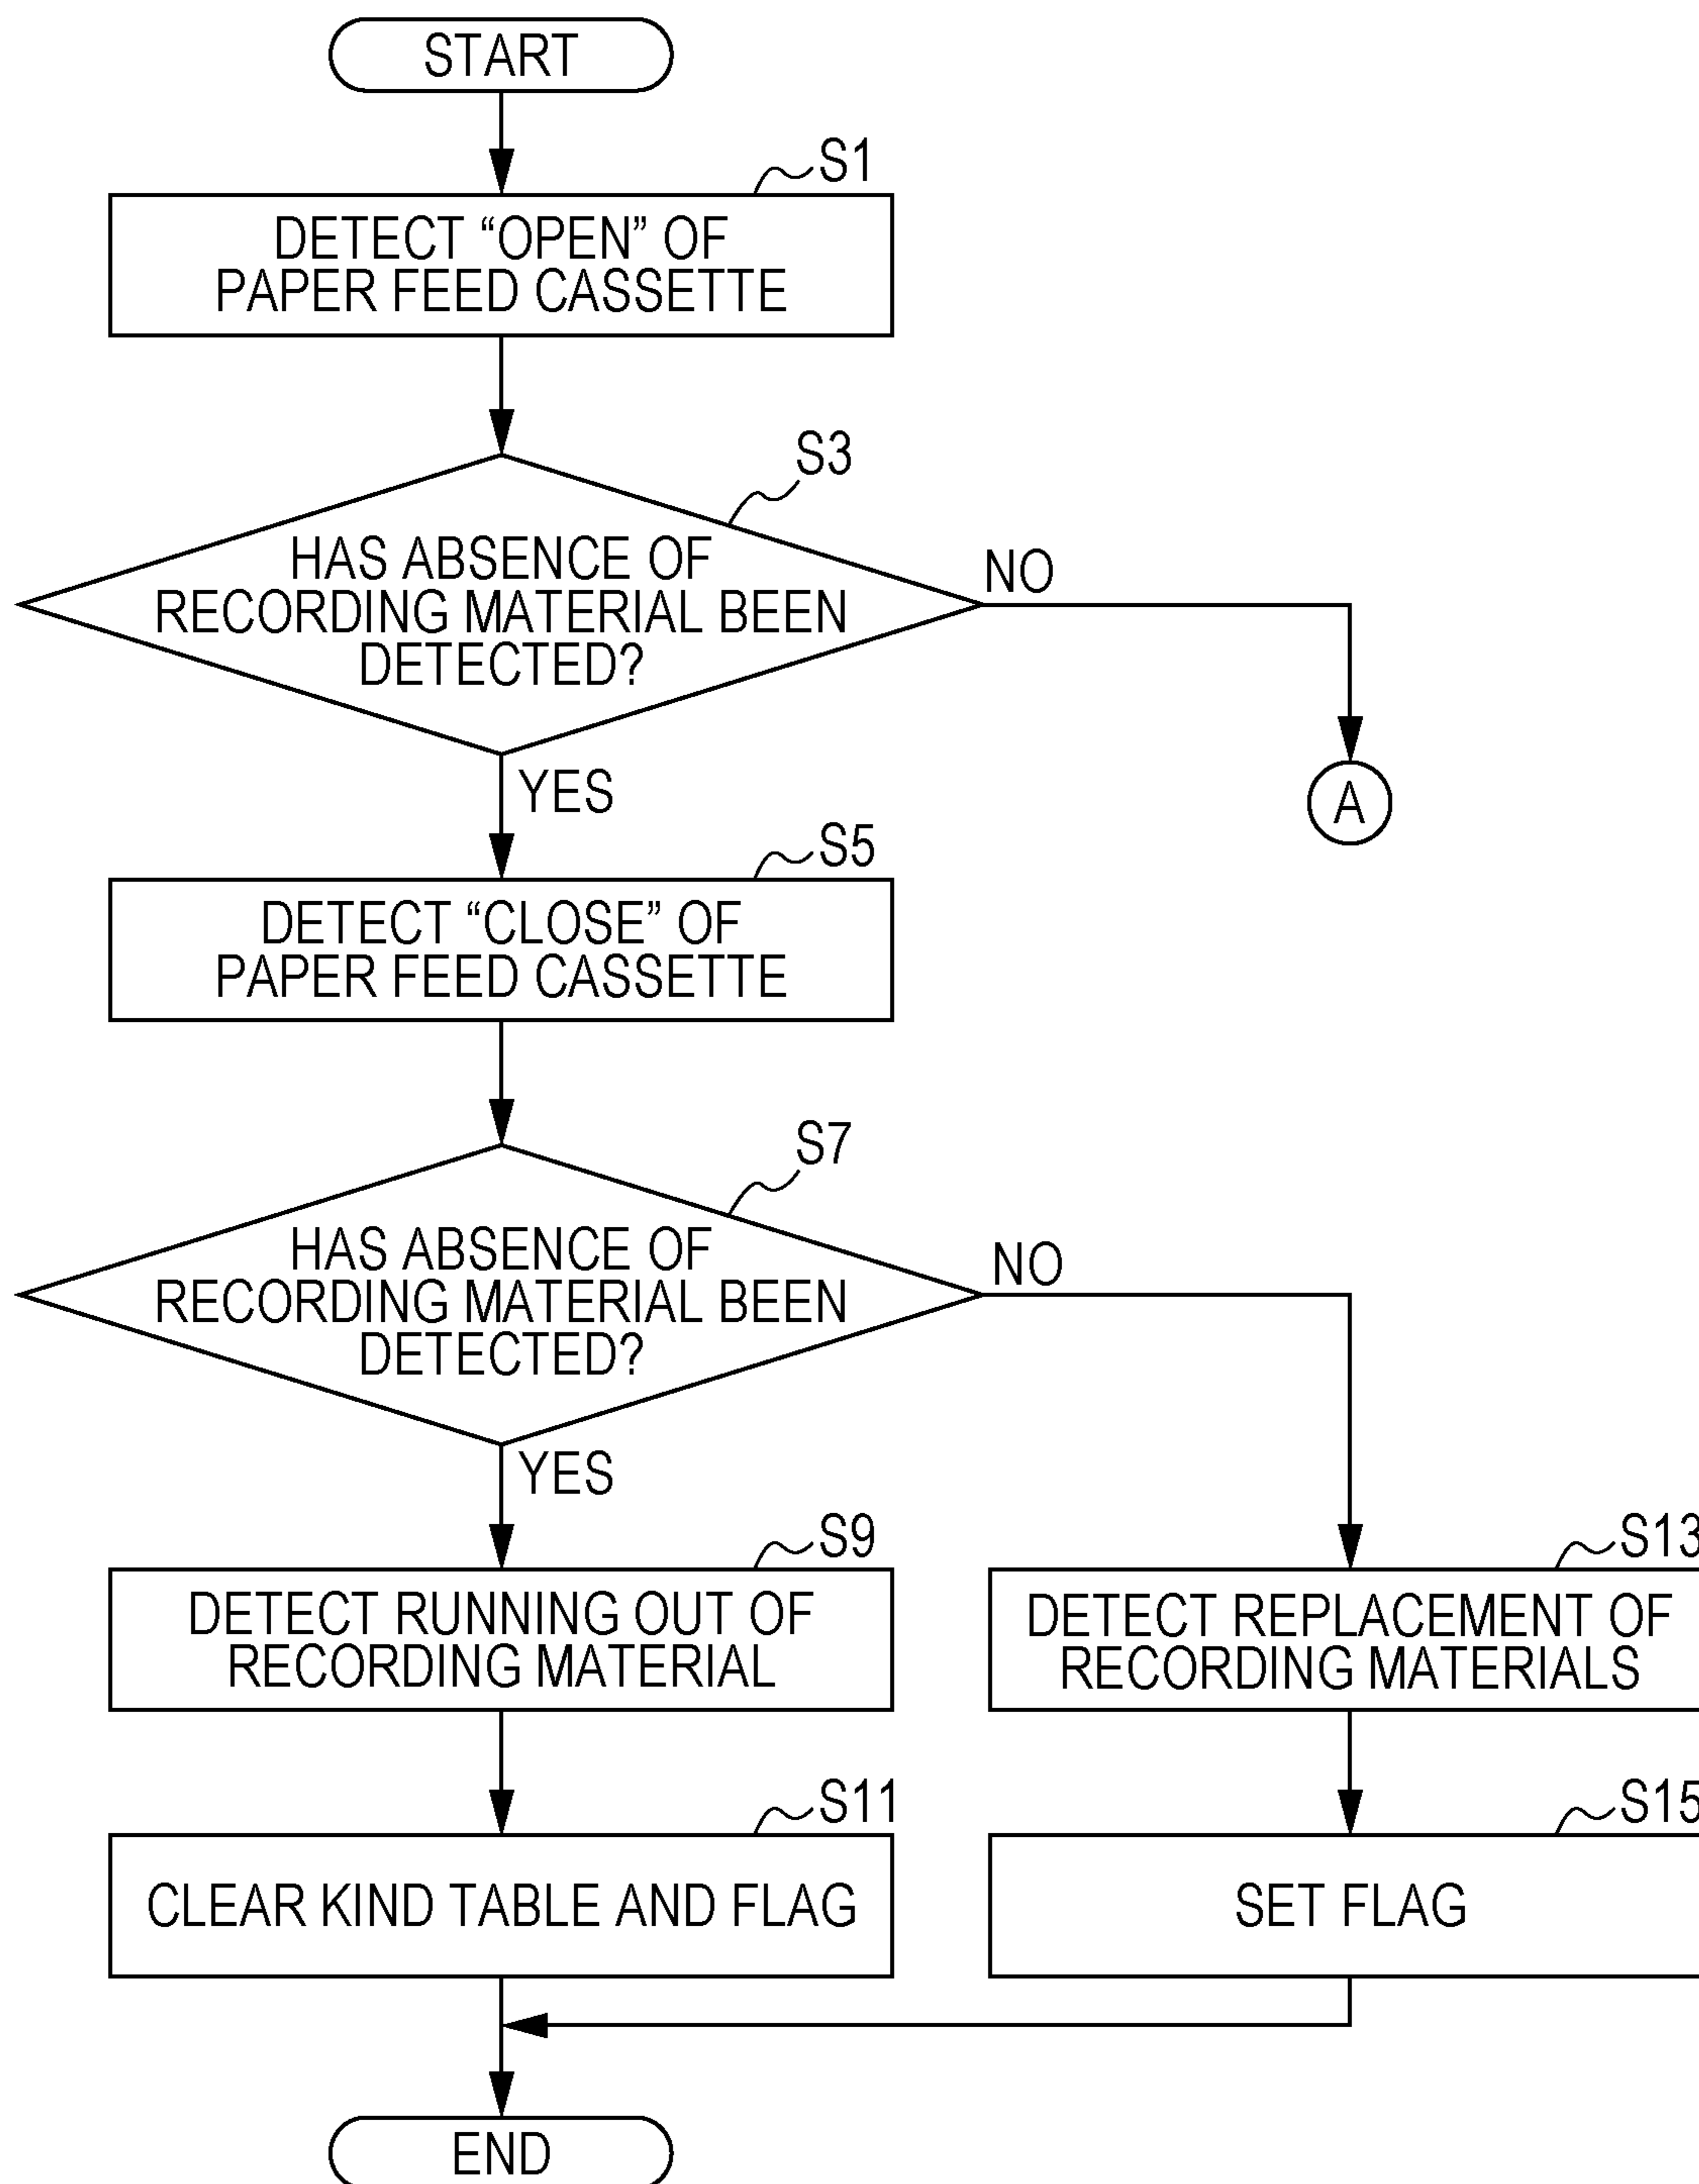 START
S1
DETECT “OPEN” OF
PAPER FEED CASSETTE
S3
HAS ABSENCE OF
RECORDING MATERIAL BEEN
DETECTED?
NO
A
YES
S5
DETECT “CLOSE” OF
PAPER FEED CASSETTE
S7
HAS ABSENCE OF
RECORDING MATERIAL BEEN
DETECTED?
NO
YES
S9
DETECT RUNNING OUT OF
RECORDING MATERIAL
S13
DETECT REPLACEMENT OF
RECORDING MATERIALS
S11
CLEAR KIND TABLE AND FLAG
S15
SET FLAG
END